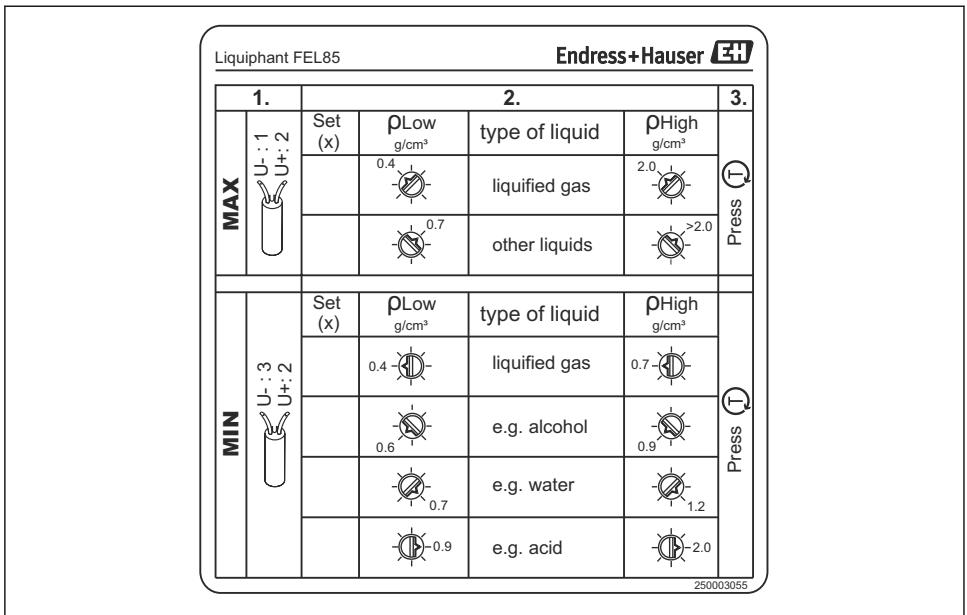 Liquiphant FEL85
Endress+Hauser EH
1. 2. 3.
MAX
U- : 1
U+: 2
Set (x) ρLow g/cm³ type of liquid ρHigh g/cm³
0.4 liquified gas 2.0
0.7 other liquids >2.0
Press T
MIN
U- : 3
U+: 2
Set (x) ρLow g/cm³ type of liquid ρHigh g/cm³
0.4 liquified gas 0.7
0.6 e.g. alcohol 0.9
0.7 e.g. water 1.2
0.9 e.g. acid 2.0
Press T
250003055